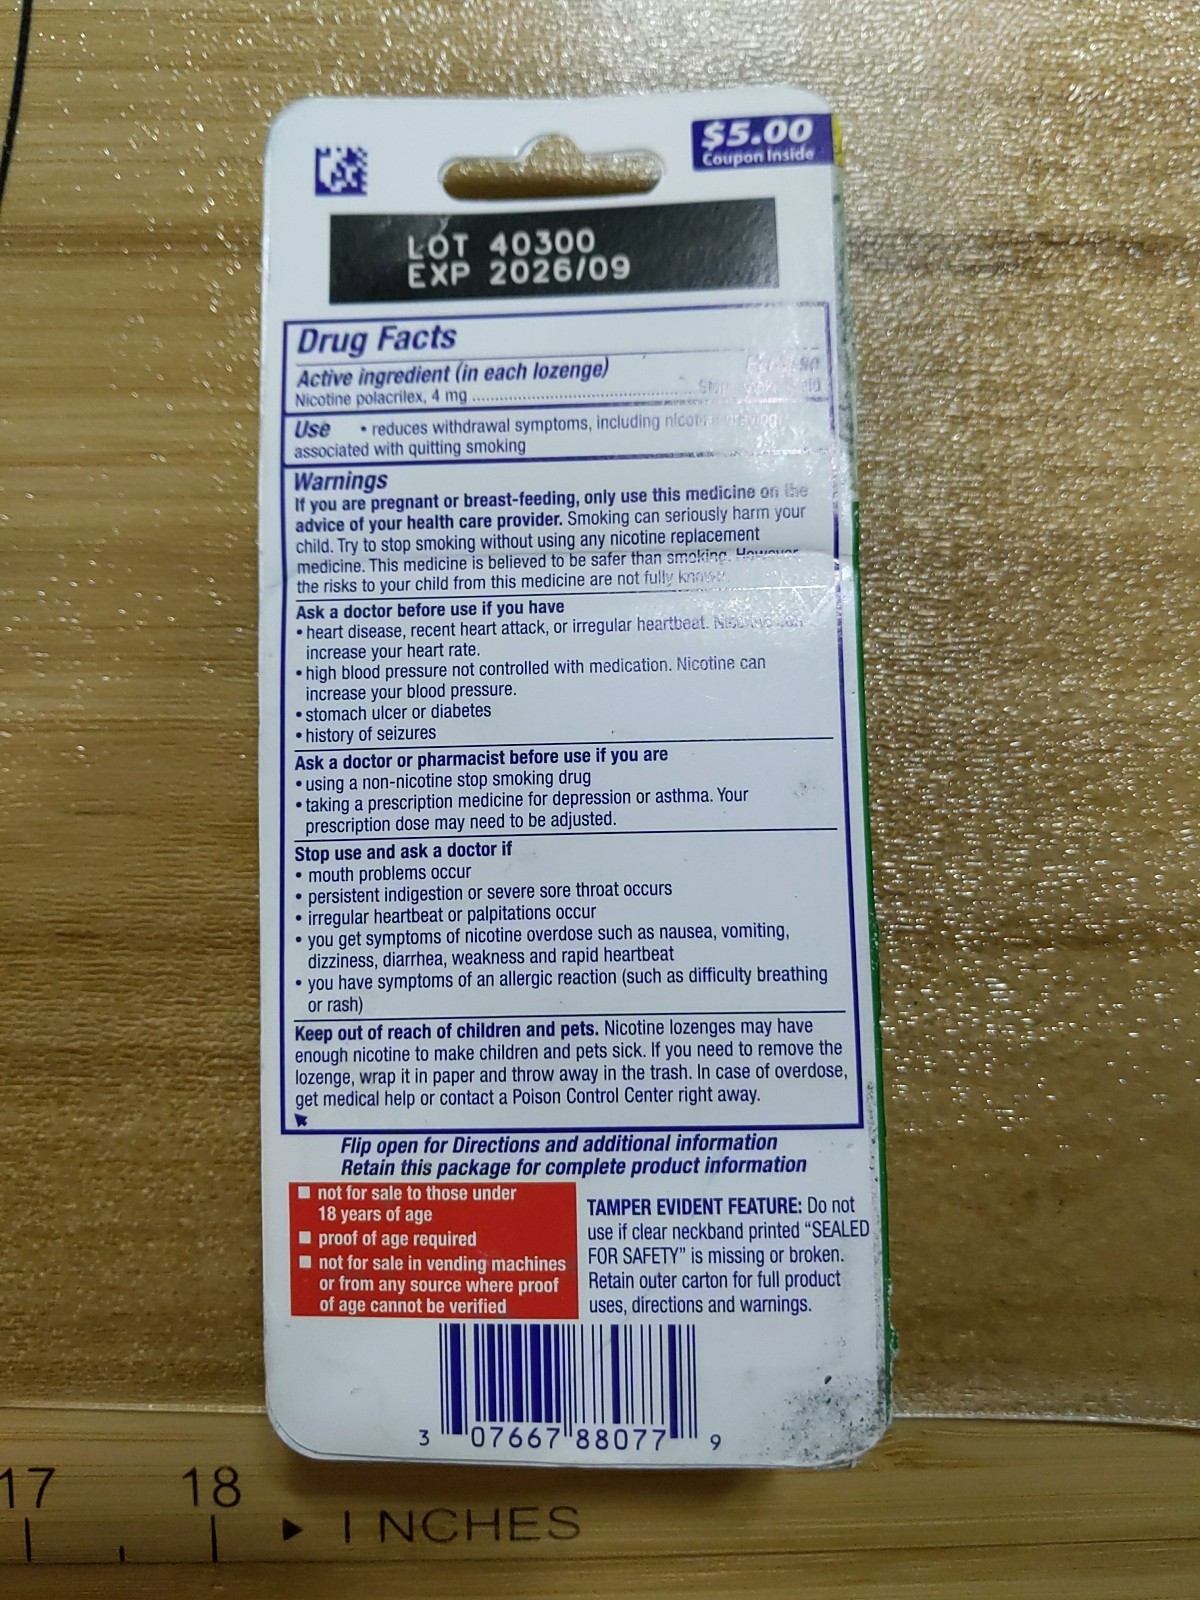 $5.00
Coupon Inside
LOT 40300
EXP 2026/09
Drug Facts
Active ingredient (in each lozenge)
Nicotine polacrilex, 4 mg
Use • reduces withdrawal symptoms, including
associated with quitting smoking
Warnings
If you are pregnant or breast-feeding, only use this medicine on the
advice of your health care provider. Smoking can seriously harm your
child. Try to stop smoking without using any nicotine replacement
medicine. This medicine is believed to be safer than smoking. However
the risks to your child from this medicine are not fully known.
Ask a doctor before use if you have
• heart disease, recent heart attack, or irregular heartbeat.
increase your heart rate.
• high blood pressure not controlled with medication. Nicotine can
increase your blood pressure.
• stomach ulcer or diabetes
• history of seizures
Ask a doctor or pharmacist before use if you are
• using a non-nicotine stop smoking drug
• taking a prescription medicine for depression or asthma. Your
prescription dose may need to be adjusted.
Stop use and ask a doctor if
• mouth problems occur
• persistent indigestion or severe sore throat occurs
• irregular heartbeat or palpitations occur
• you get symptoms of nicotine overdose such as nausea, vomiting,
dizziness, diarrhea, weakness and rapid heartbeat
• you have symptoms of an allergic reaction (such as difficulty breathing
or rash)
Keep out of reach of children and pets. Nicotine lozenges may have
enough nicotine to make children and pets sick. If you need to remove the
lozenge, wrap it in paper and throw away in the trash. In case of overdose,
get medical help or contact a Poison Control Center right away.
Flip open for Directions and additional information
Retain this package for complete product information
■ not for sale to those under
18 years of age
■ proof of age required
■ not for sale in vending machines
or from any source where proof
of age cannot be verified
TAMPER EVIDENT FEATURE: Do not
use if clear neckband printed “SEALED
FOR SAFETY” is missing or broken.
Retain outer carton for full product
uses, directions and warnings.
3 07667 88077 9
17 18 ▶ INCHES